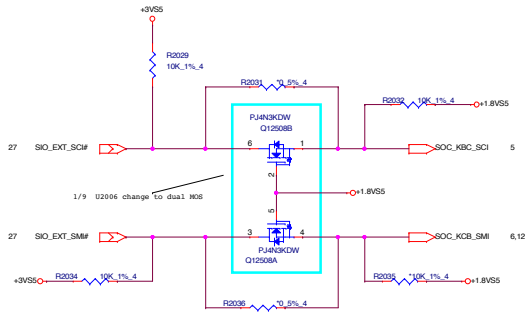 +3VS5
R2029
10K_1%_4
R2031 *0_5%_4
R2032 *10K_1%_4
+1.8VS5
PJ4N3KDW
Q12508B
27 SIO_EXT_SCI# 6 1 SOC_KBC_SCI 5
2
1/9 U2006 change to dual MOS
+1.8VS5
5
27 SIO_EXT_SMI# 3 4 SOC_KCB_SMI 6,12
PJ4N3KDW
Q12508A
+3VS5 R2034 10K_1%_4
R2035 *10K_1%_4 +1.8VS5
R2036 *0_5%_4